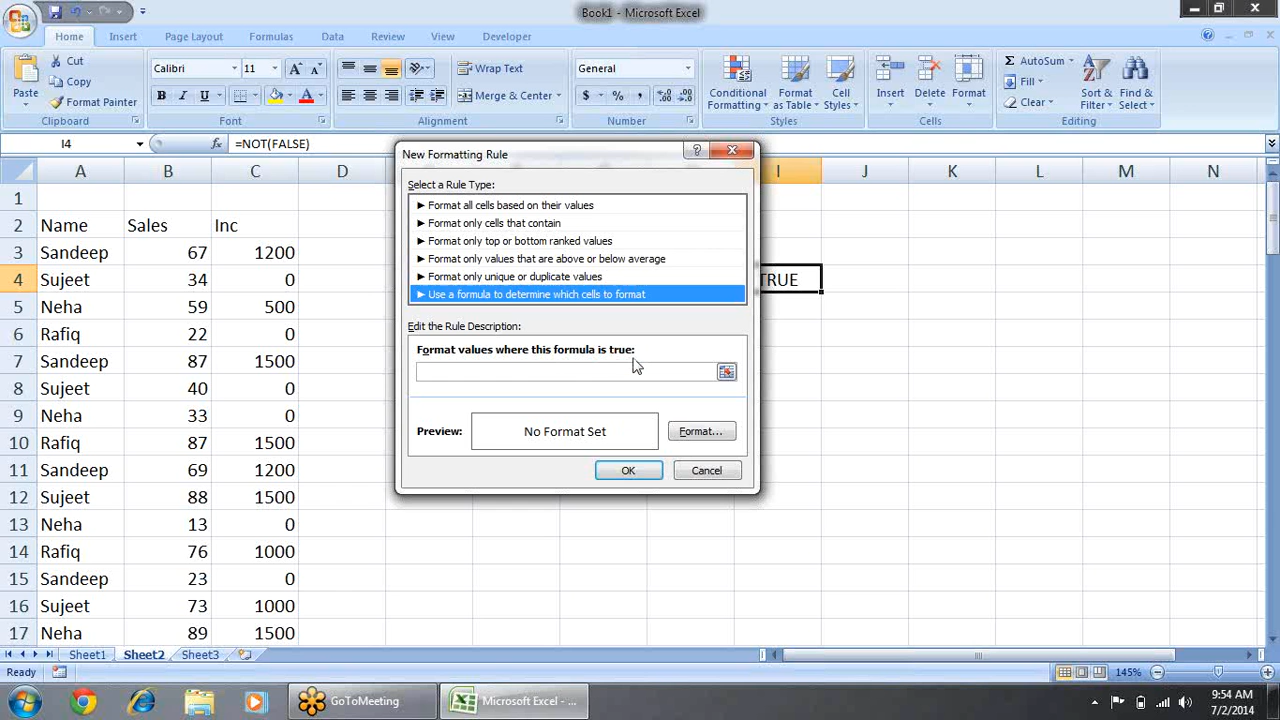 Book1 - Microsoft Excel
Home Insert Page Layout Formulas Data Review View Developer
Paste
Cut
Copy
Format Painter
Clipboard
Calibri 11
B I U
Font
Wrap Text
Merge & Center
Alignment
General
$ % ,
Number
Conditional Formatting
Format as Table
Cell Styles
Styles
Insert Delete Format
Cells
AutoSum
Fill
Clear
Sort & Filter
Find & Select
Editing
I4 fx =NOT(FALSE)
A B C D I J K L M N
1
2 Name Sales Inc
3 Sandeep 67 1200
4 Sujeet 34 0 TRUE
5 Neha 59 500
6 Rafiq 22 0
7 Sandeep 87 1500
8 Sujeet 40 0
9 Neha 33 0
10 Rafiq 87 1500
11 Sandeep 69 1200
12 Sujeet 88 1500
13 Neha 13 0
14 Rafiq 76 1000
15 Sandeep 23 0
16 Sujeet 73 1000
17 Neha 89 1500
New Formatting Rule
Select a Rule Type:
► Format all cells based on their values
► Format only cells that contain
► Format only top or bottom ranked values
► Format only values that are above or below average
► Format only unique or duplicate values
► Use a formula to determine which cells to format
Edit the Rule Description:
Format values where this formula is true:
Preview: No Format Set Format...
OK Cancel
Sheet1 Sheet2 Sheet3
Ready 145%
GoToMeeting
Microsoft Excel - ...
9:54 AM
7/2/2014